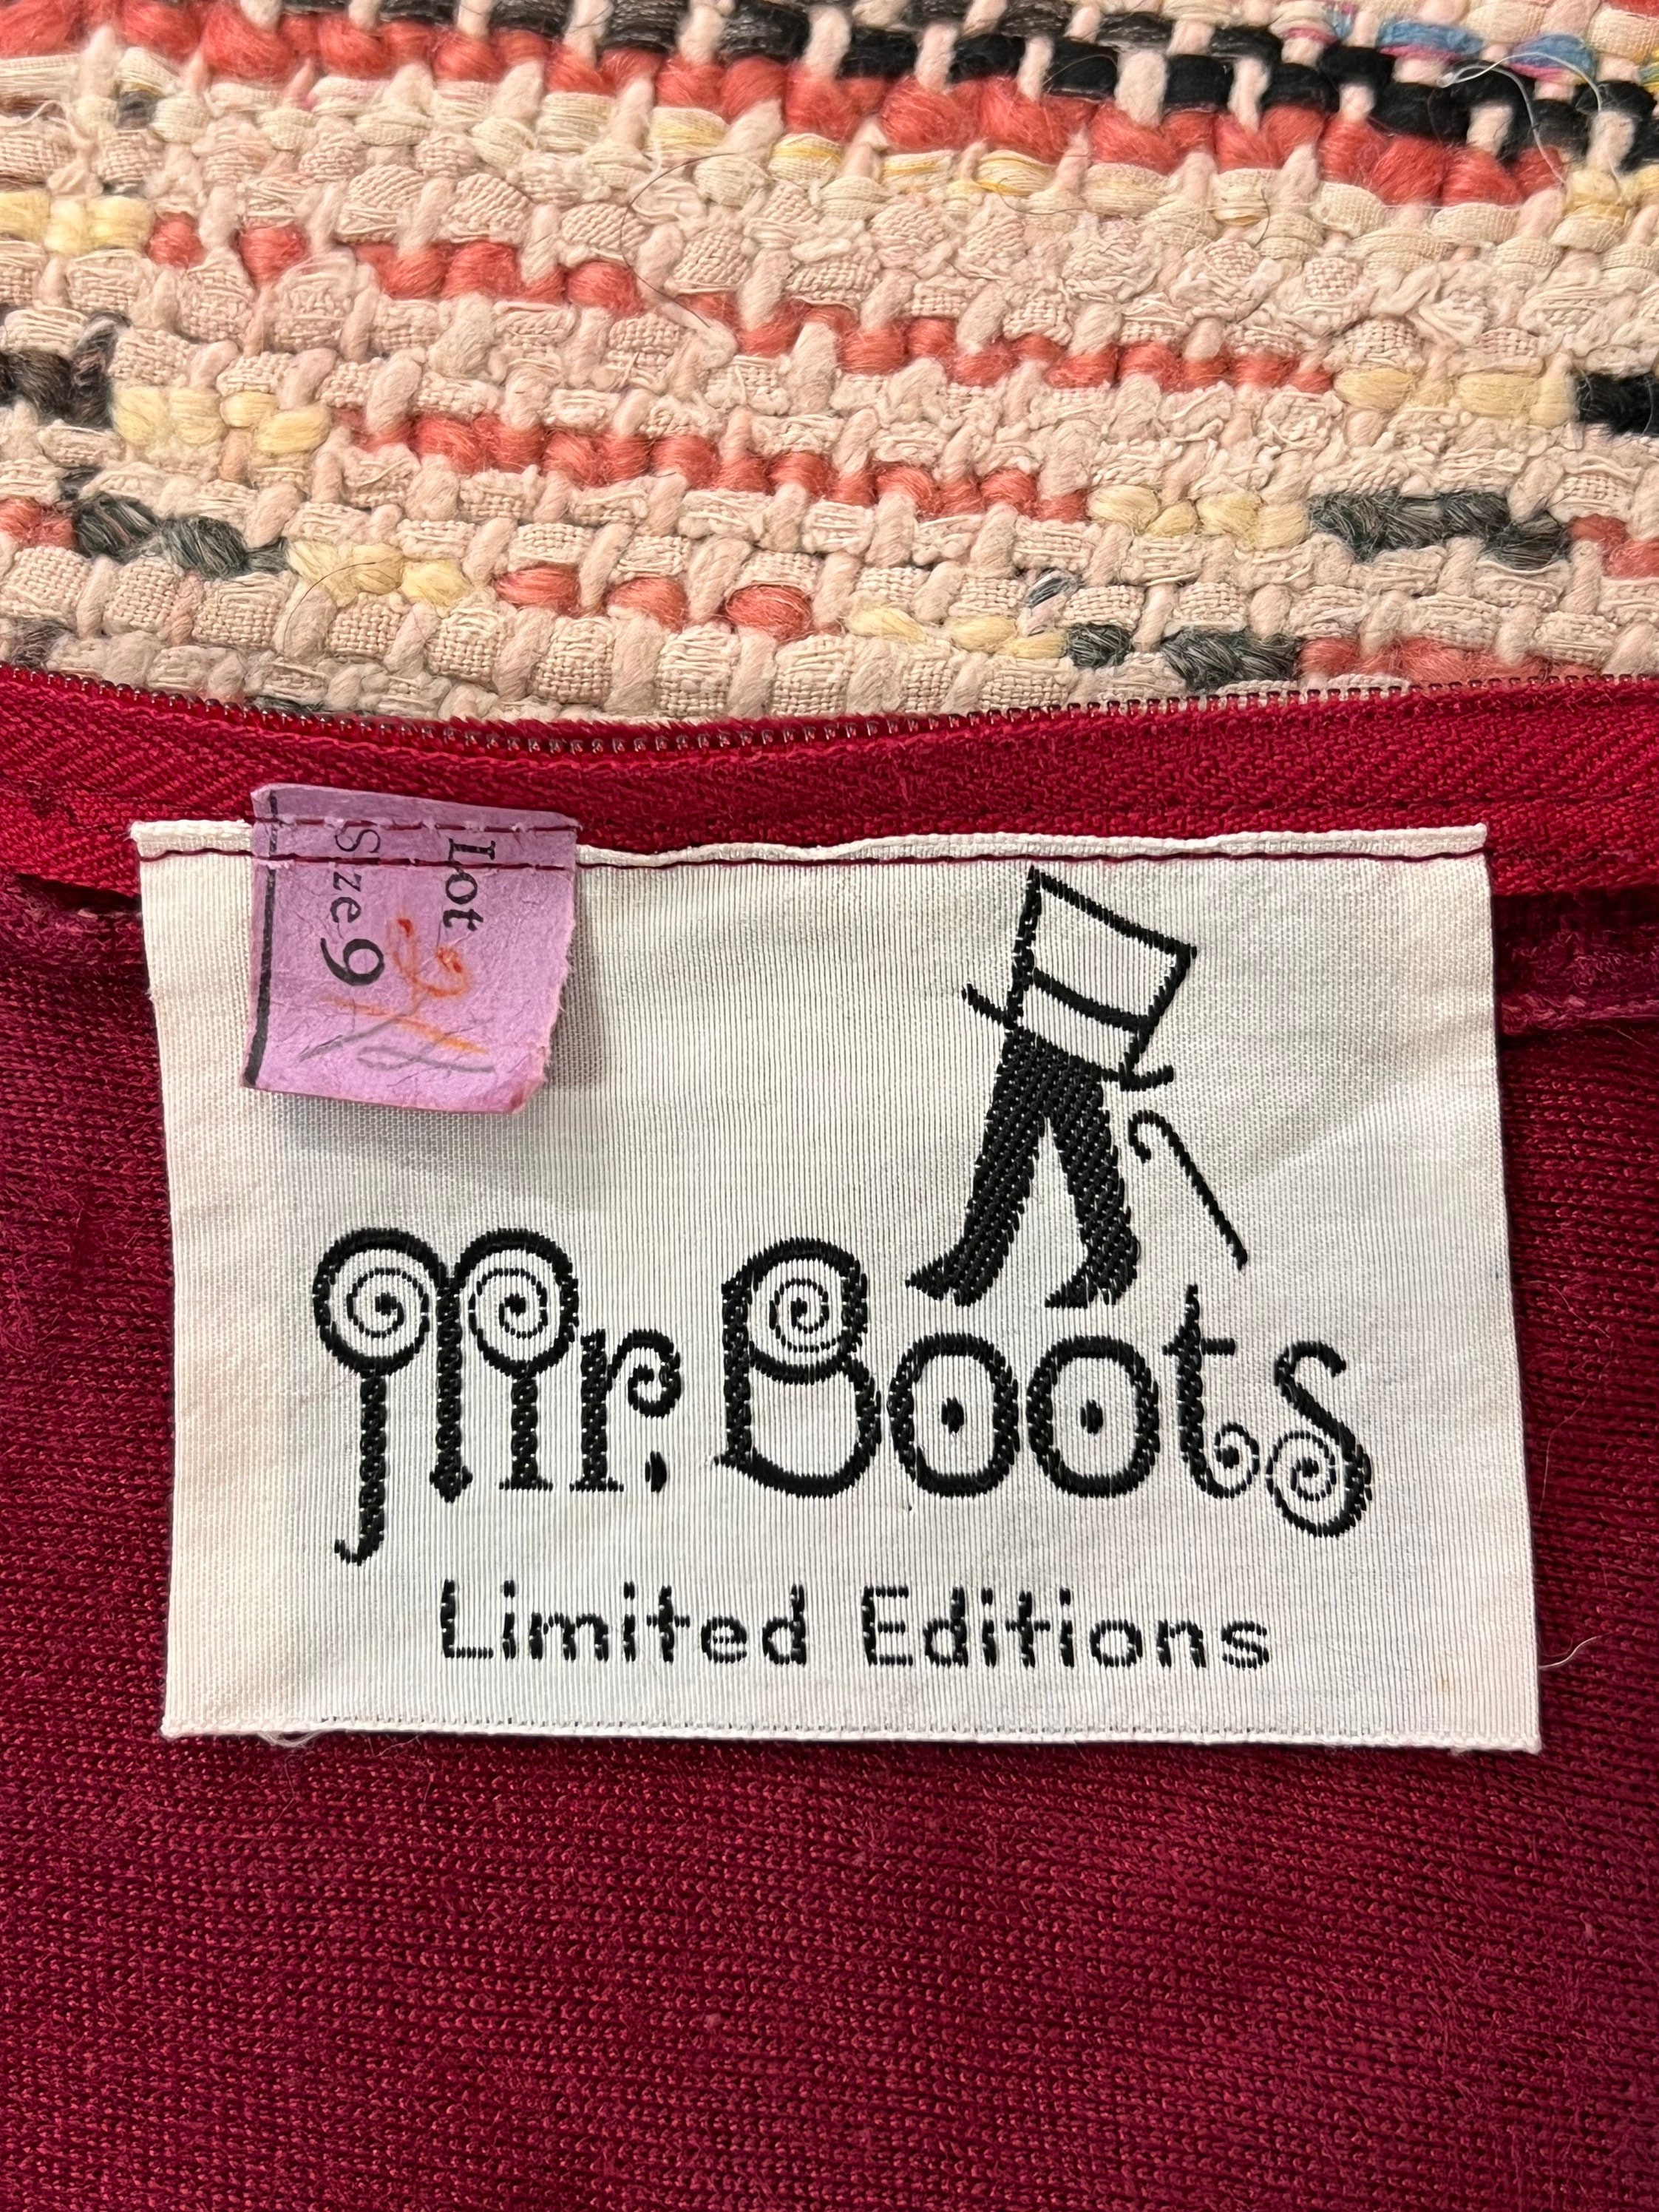 Lot
Size 9
Mr. Boots
Limited Editions